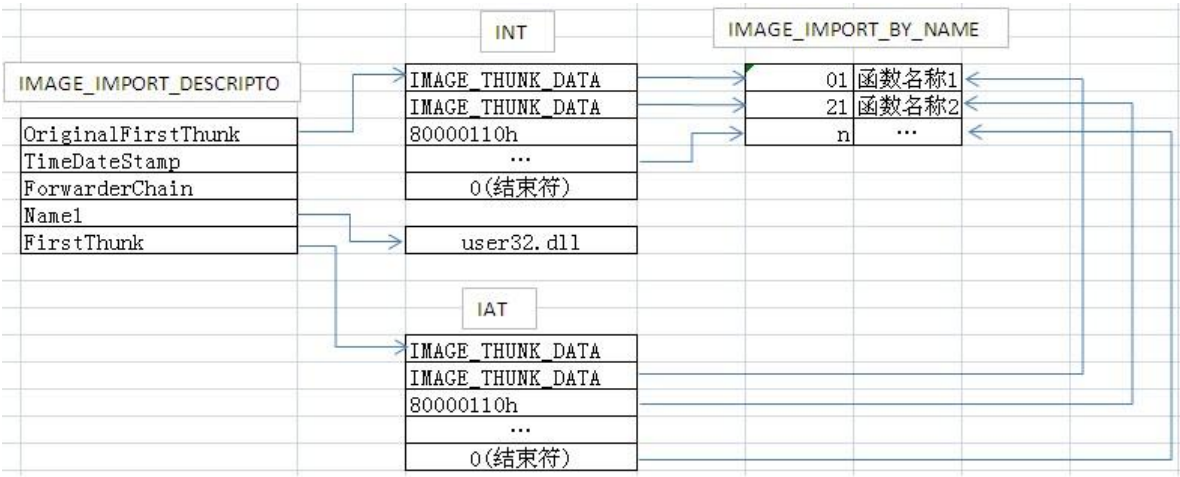 INT
IMAGE_IMPORT_BY_NAME
IMAGE_IMPORT_DESCRIPTO
IMAGE_THUNK_DATA
01 函数名称1
IMAGE_THUNK_DATA
21 函数名称2
OriginalFirstThunk
80000110h
n …
TimeDateStamp
…
ForwarderChain
0(结束符)
Name1
FirstThunk
user32.dll
IAT
IMAGE_THUNK_DATA
IMAGE_THUNK_DATA
80000110h
…
0(结束符)